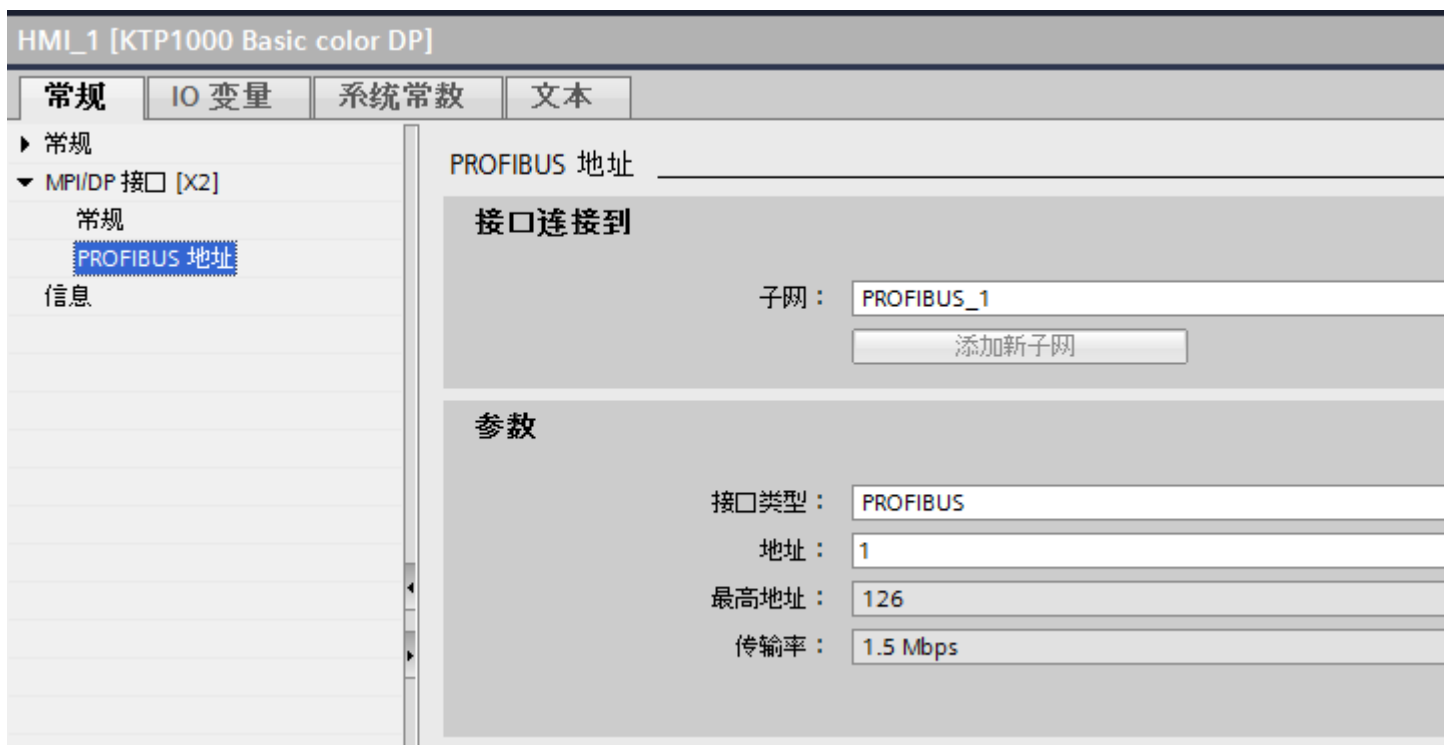 HMI_1 [KTP1000 Basic color DP]
常规 IO 变量 系统常数 文本
常规
MPI/DP 接口 [X2]
常规
PROFIBUS 地址
信息
PROFIBUS 地址
接口连接到
子网： PROFIBUS_1
添加新子网
参数
接口类型： PROFIBUS
地址： 1
最高地址： 126
传输率： 1.5 Mbps